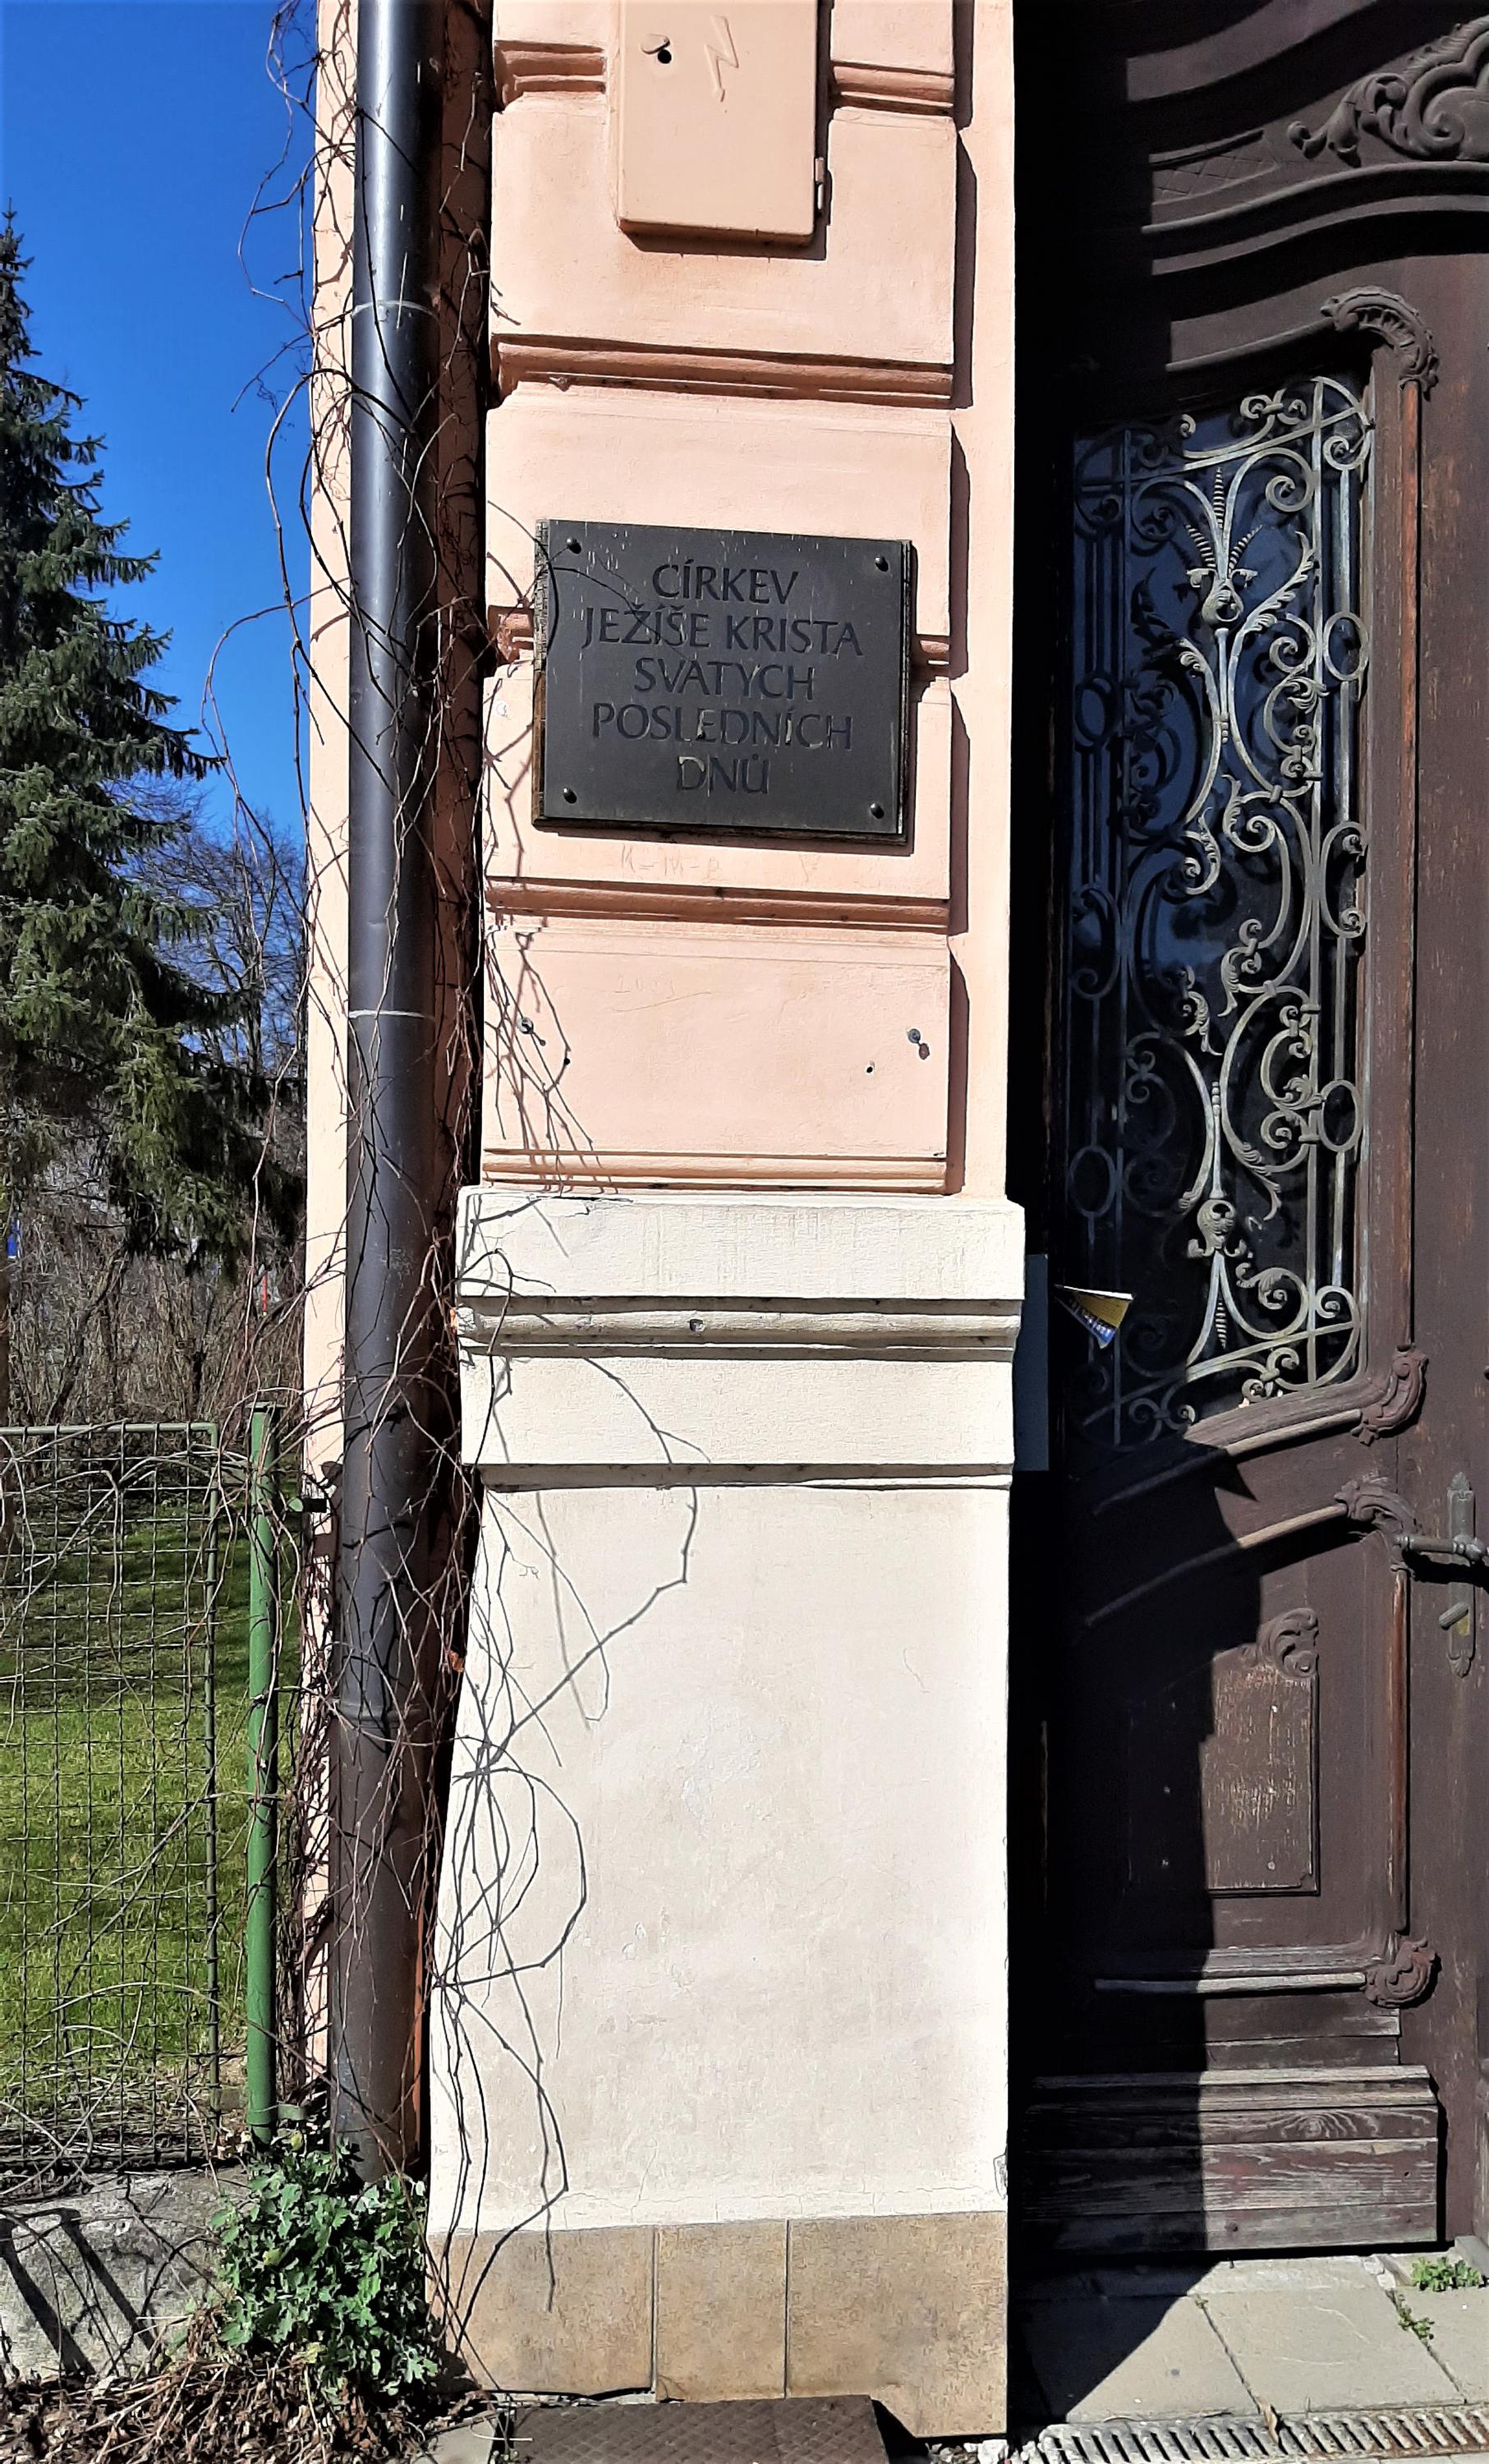 CÍRKEV
JEŽÍŠE KRISTA
SVATÝCH
POSLEDNÍCH
DNŮ